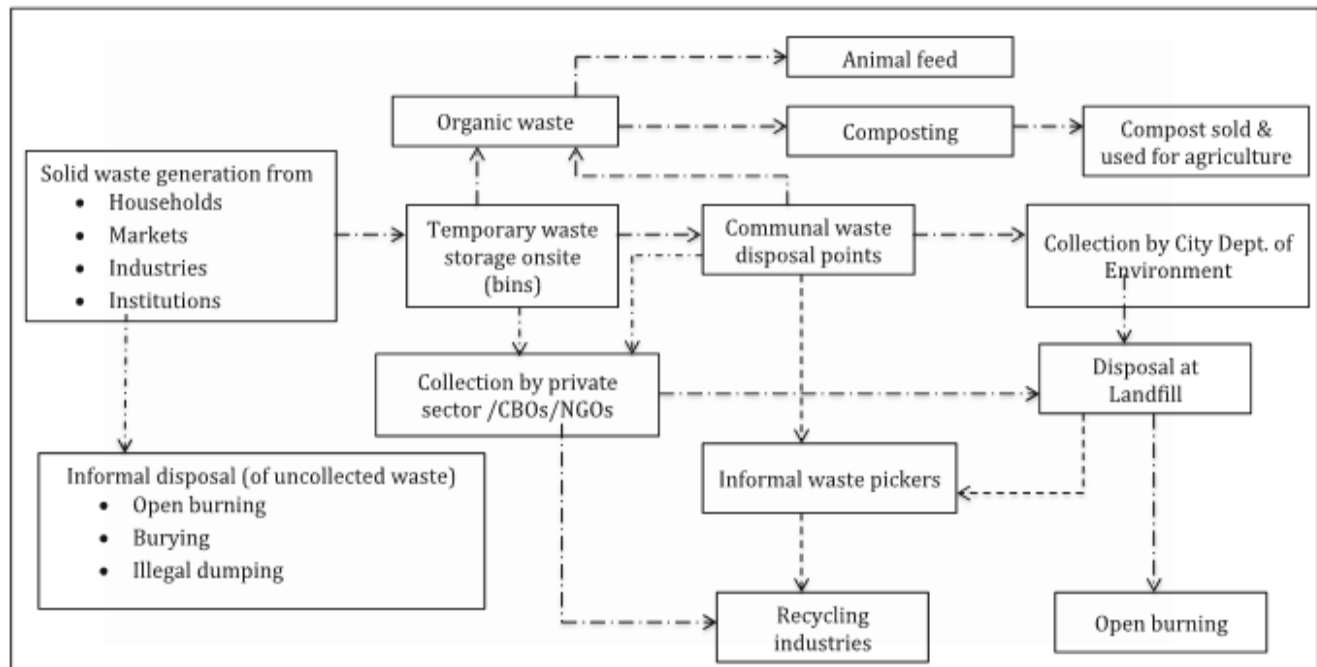 Animal feed
Organic waste
Composting
Compost sold &
used for agriculture
Solid waste generation from
• Households
• Markets
• Industries
• Institutions
Temporary waste
storage onsite
(bins)
Communal waste
disposal points
Collection by City Dept. of
Environment
Collection by private
sector /CBOs/NGOs
Disposal at
Landfill
Informal disposal (of uncollected waste)
• Open burning
• Burying
• Illegal dumping
Informal waste pickers
Recycling
industries
Open burning